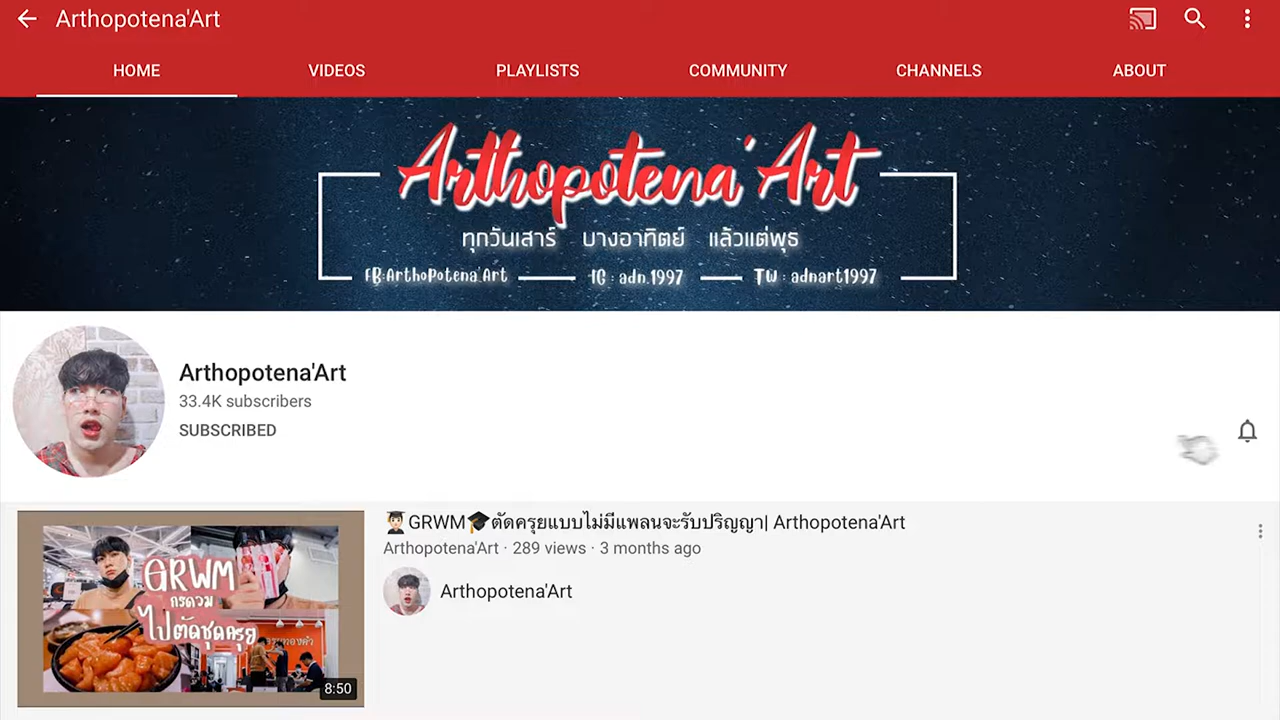 Arthopotena'Art
HOME VIDEOS PLAYLISTS COMMUNITY CHANNELS ABOUT
Arthopotena'Art
ทุกวันเสาร์ บางอาทิตย์ แล้วแต่พุธ
FB:ArthoPotena'Art IG : adn.1997 TW : adnart1997
Arthopotena'Art
33.4K subscribers
SUBSCRIBED
GRWM
กรดวม
ไปตัดชุดครุย
8:50
🧑🏻‍🎓GRWM🎓ตัดครุยแบบไม่มีแพลนจะรับปริญญา| Arthopotena'Art
Arthopotena'Art · 289 views · 3 months ago
Arthopotena'Art